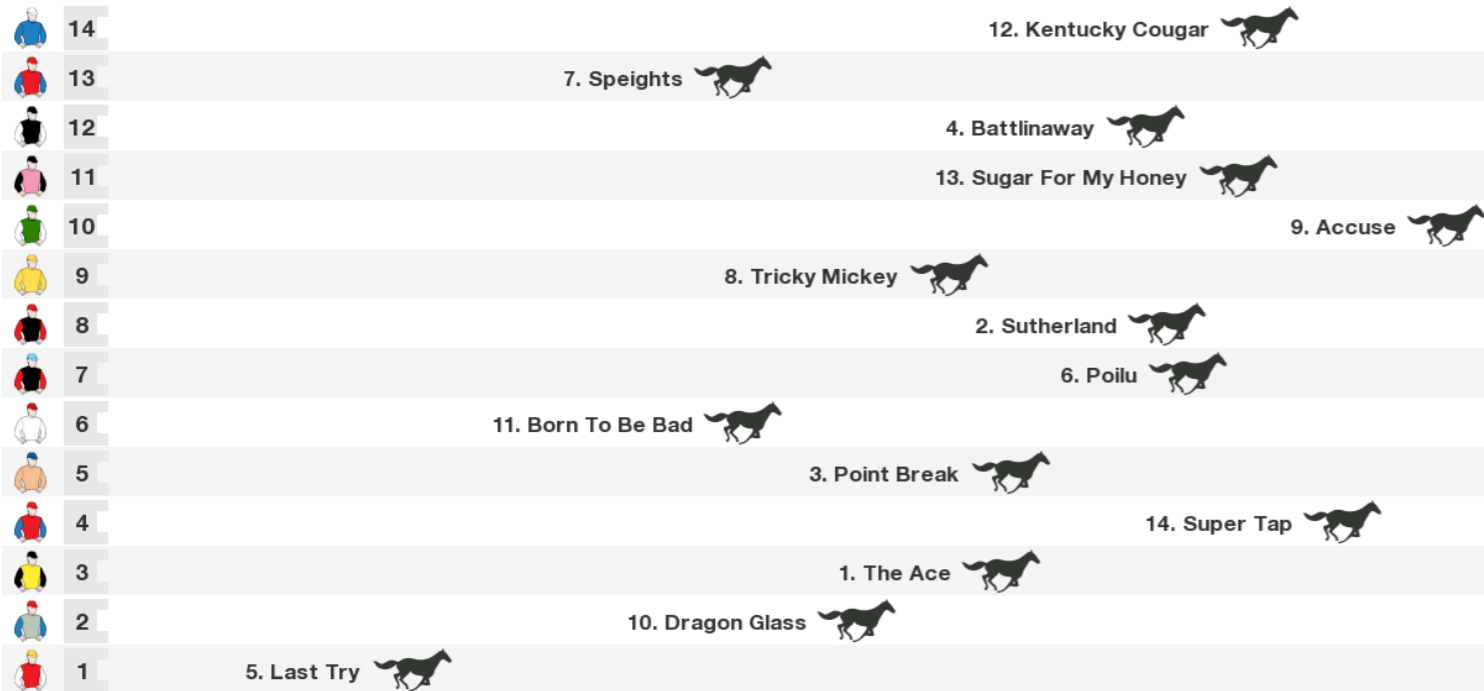 14 12. Kentucky Cougar
13 7. Speights
12 4. Battlinaway
11 13. Sugar For My Honey
10 9. Accuse
9 8. Tricky Mickey
8 2. Sutherland
7 6. Poilu
6 11. Born To Be Bad
5 3. Point Break
4 14. Super Tap
3 1. The Ace
2 10. Dragon Glass
1 5. Last Try